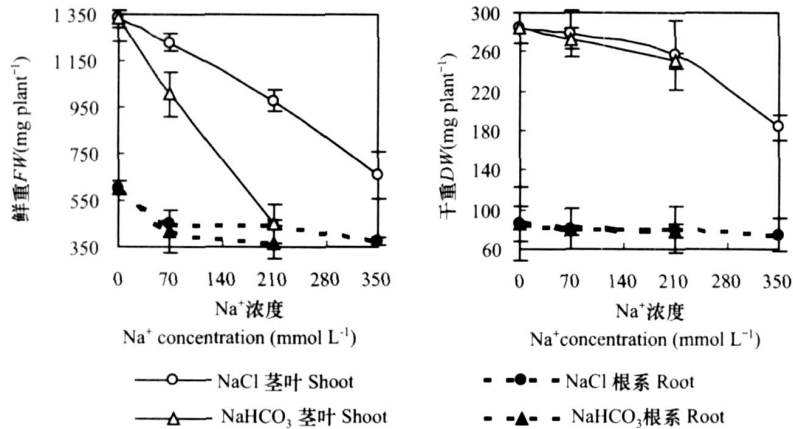 鲜重FW(mg plant⁻¹)
1 350
1 150
950
750
550
350
0 70 140 210 280 350
Na⁺浓度
Na⁺ concentration (mmol L⁻¹)
干重DW(mg plant⁻¹)
300
260
220
180
140
100
60
0 70 140 210 280 350
Na⁺浓度
Na⁺concentration (mmol L⁻¹)
NaCl 茎叶 Shoot
NaCl 根系 Root
NaHCO₃ 茎叶 Shoot
NaHCO₃根系 Root